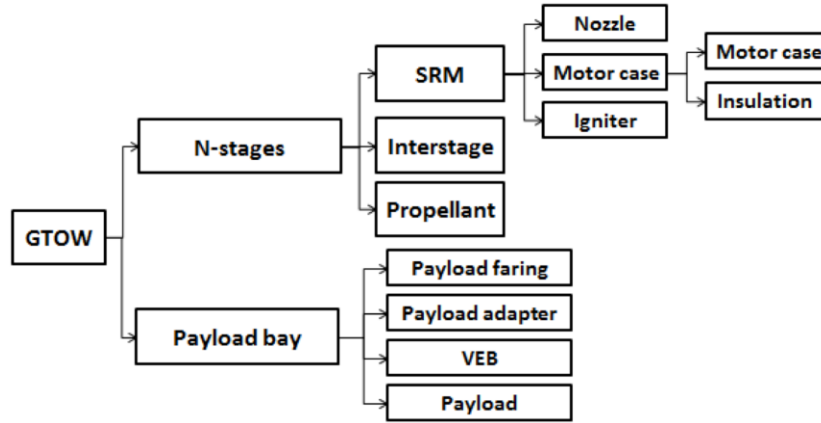 GTOW
N-stages
Payload bay
SRM
Interstage
Propellant
Nozzle
Motor case
Igniter
Motor case
Insulation
Payload faring
Payload adapter
VEB
Payload